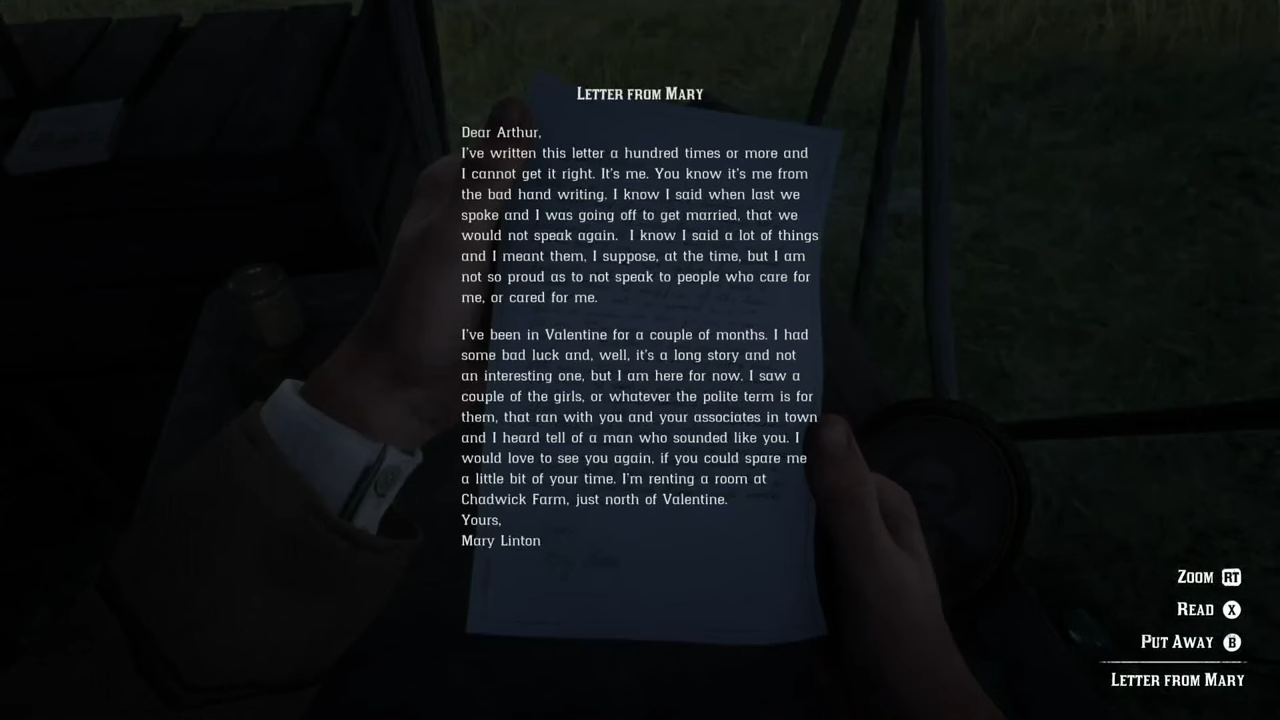 LETTER FROM MARY
Dear Arthur,
I've written this letter a hundred times or more and
I cannot get it right. It's me. You know it's me from
the bad hand writing. I know I said when last we
spoke and I was going off to get married, that we
would not speak again. I know I said a lot of things
and I meant them, I suppose, at the time, but I am
not so proud as to not speak to people who care for
me, or cared for me.
I've been in Valentine for a couple of months. I had
some bad luck and, well, it's a long story and not
an interesting one, but I am here for now. I saw a
couple of the girls, or whatever the polite term is for
them, that ran with you and your associates in town
and I heard tell of a man who sounded like you. I
would love to see you again, if you could spare me
a little bit of your time. I'm renting a room at
Chadwick Farm, just north of Valentine.
Yours,
Mary Linton
ZOOM RT
READ X
PUT AWAY B
LETTER FROM MARY